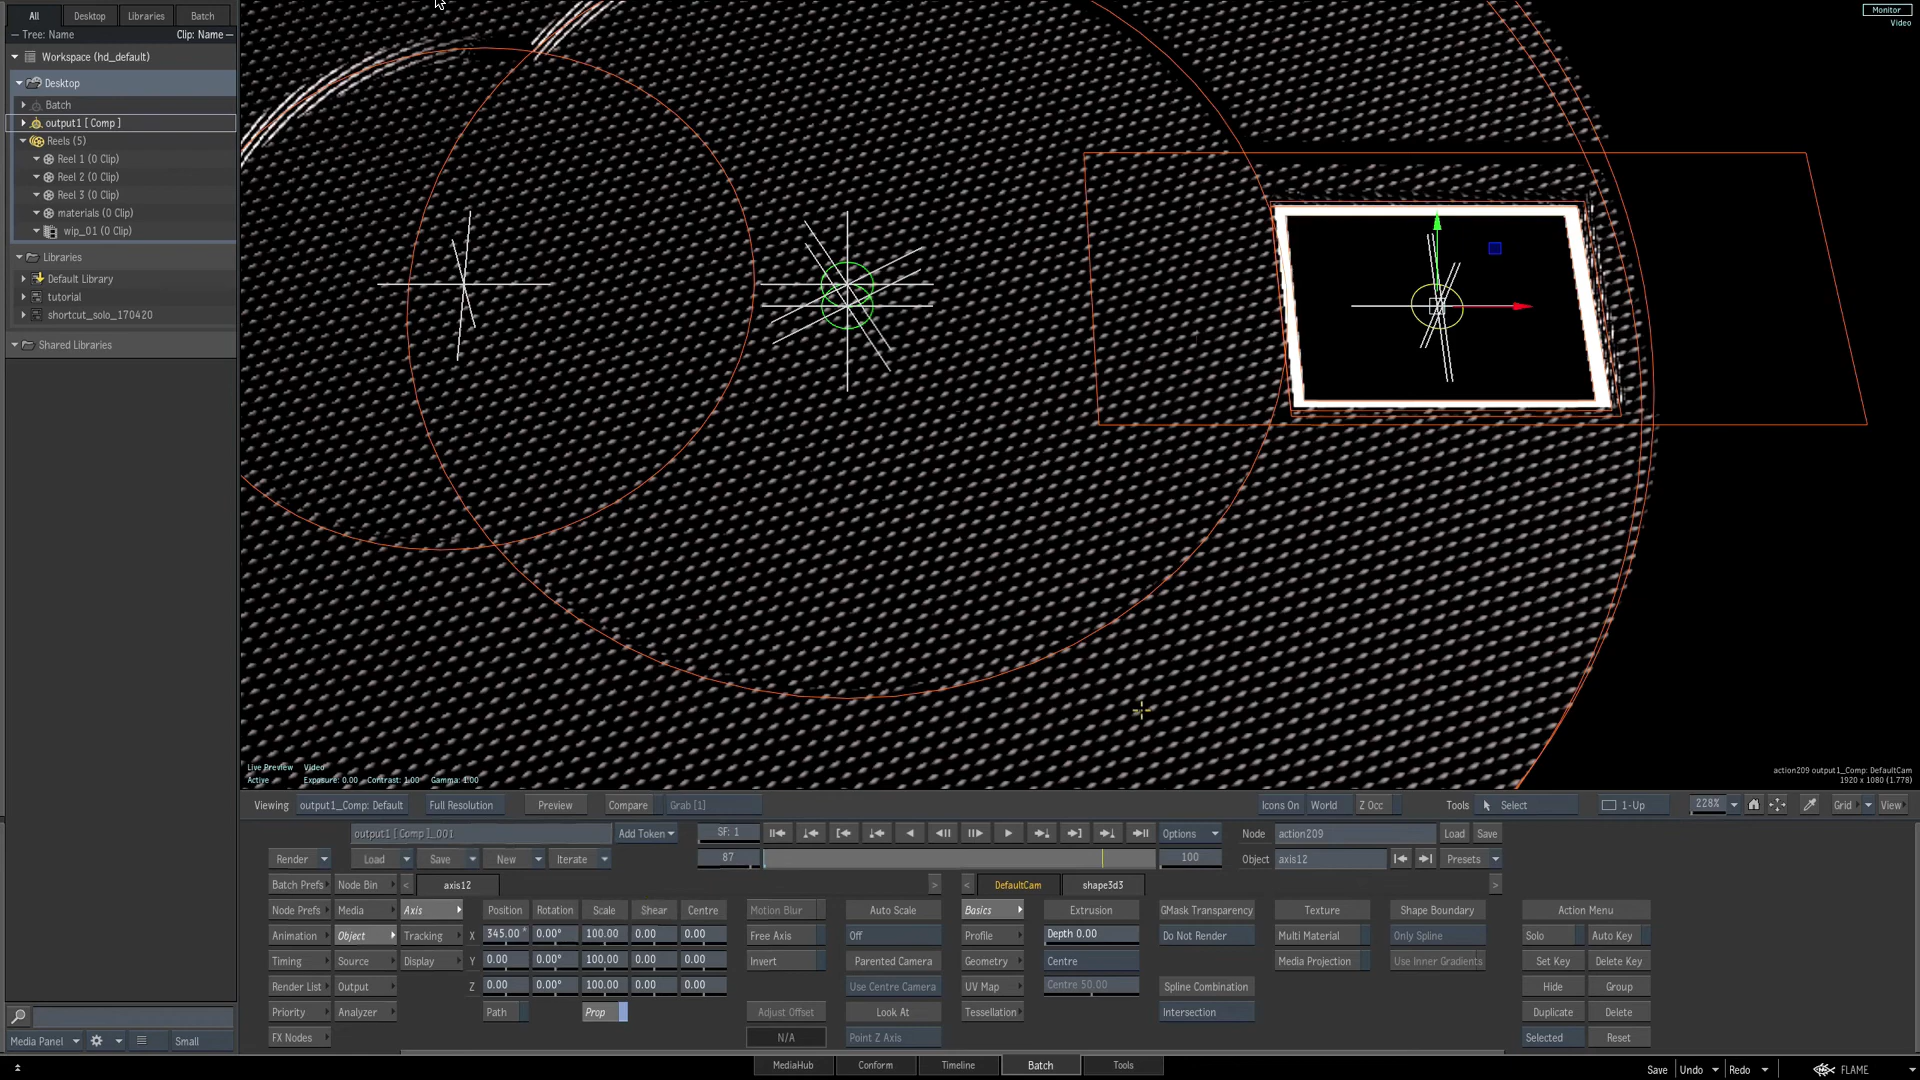 All Desktop Libraries Batch
Tree: Name Clip: Name
Workspace (hd_default)
Desktop
Batch
output1 [ Comp ]
Reels (5)
Reel 1 (0 Clip)
Reel 2 (0 Clip)
Reel 3 (0 Clip)
materials (0 Clip)
wip_01 (0 Clip)
Libraries
Default Library
tutorial
shortcut_solo_170420
Shared Libraries
Media Panel Small
Monitor
Video
Live Preview Video
Active Exposure: 0.00 Contrast: 1.00 Gamma: 1.00
action209 output1_Comp: DefaultCam
1920 x 1080 (1.778)
Viewing output1_Comp: Default Full Resolution Preview Compare Grab [1] Icons On World Z Occ Tools Select 1-Up 228% Grid View
output1 [ Comp ]_001 Add Token SF: 1 Options Node action209 Load Save
Render Load Save New Iterate 87 100 Object axis12 Presets
Batch Prefs Node Bin < axis12 > < DefaultCam shape3d3 >
Node Prefs Media Axis Position Rotation Scale Shear Centre Motion Blur Auto Scale Basics Extrusion GMask Transparency Texture Shape Boundary Action Menu
Animation Object Tracking X 345.00 * 0.00° 100.00 0.00 0.00 Free Axis Off Profile Depth 0.00 Do Not Render Multi Material Only Spline Solo Auto Key
Timing Source Display Y 0.00 0.00° 100.00 0.00 0.00 Invert Parented Camera Geometry Centre Media Projection Use Inner Gradients Set Key Delete Key
Render List Output Z 0.00 0.00° 100.00 0.00 0.00 Use Centre Camera UV Map Centre 50.00 Spline Combination Hide Group
Priority Analyzer Path Prop Adjust Offset Look At Tessellation Intersection Duplicate Delete
FX Nodes N/A Point Z Axis Selected Reset
MediaHub Conform Timeline Batch Tools
Save Undo Redo FLAME